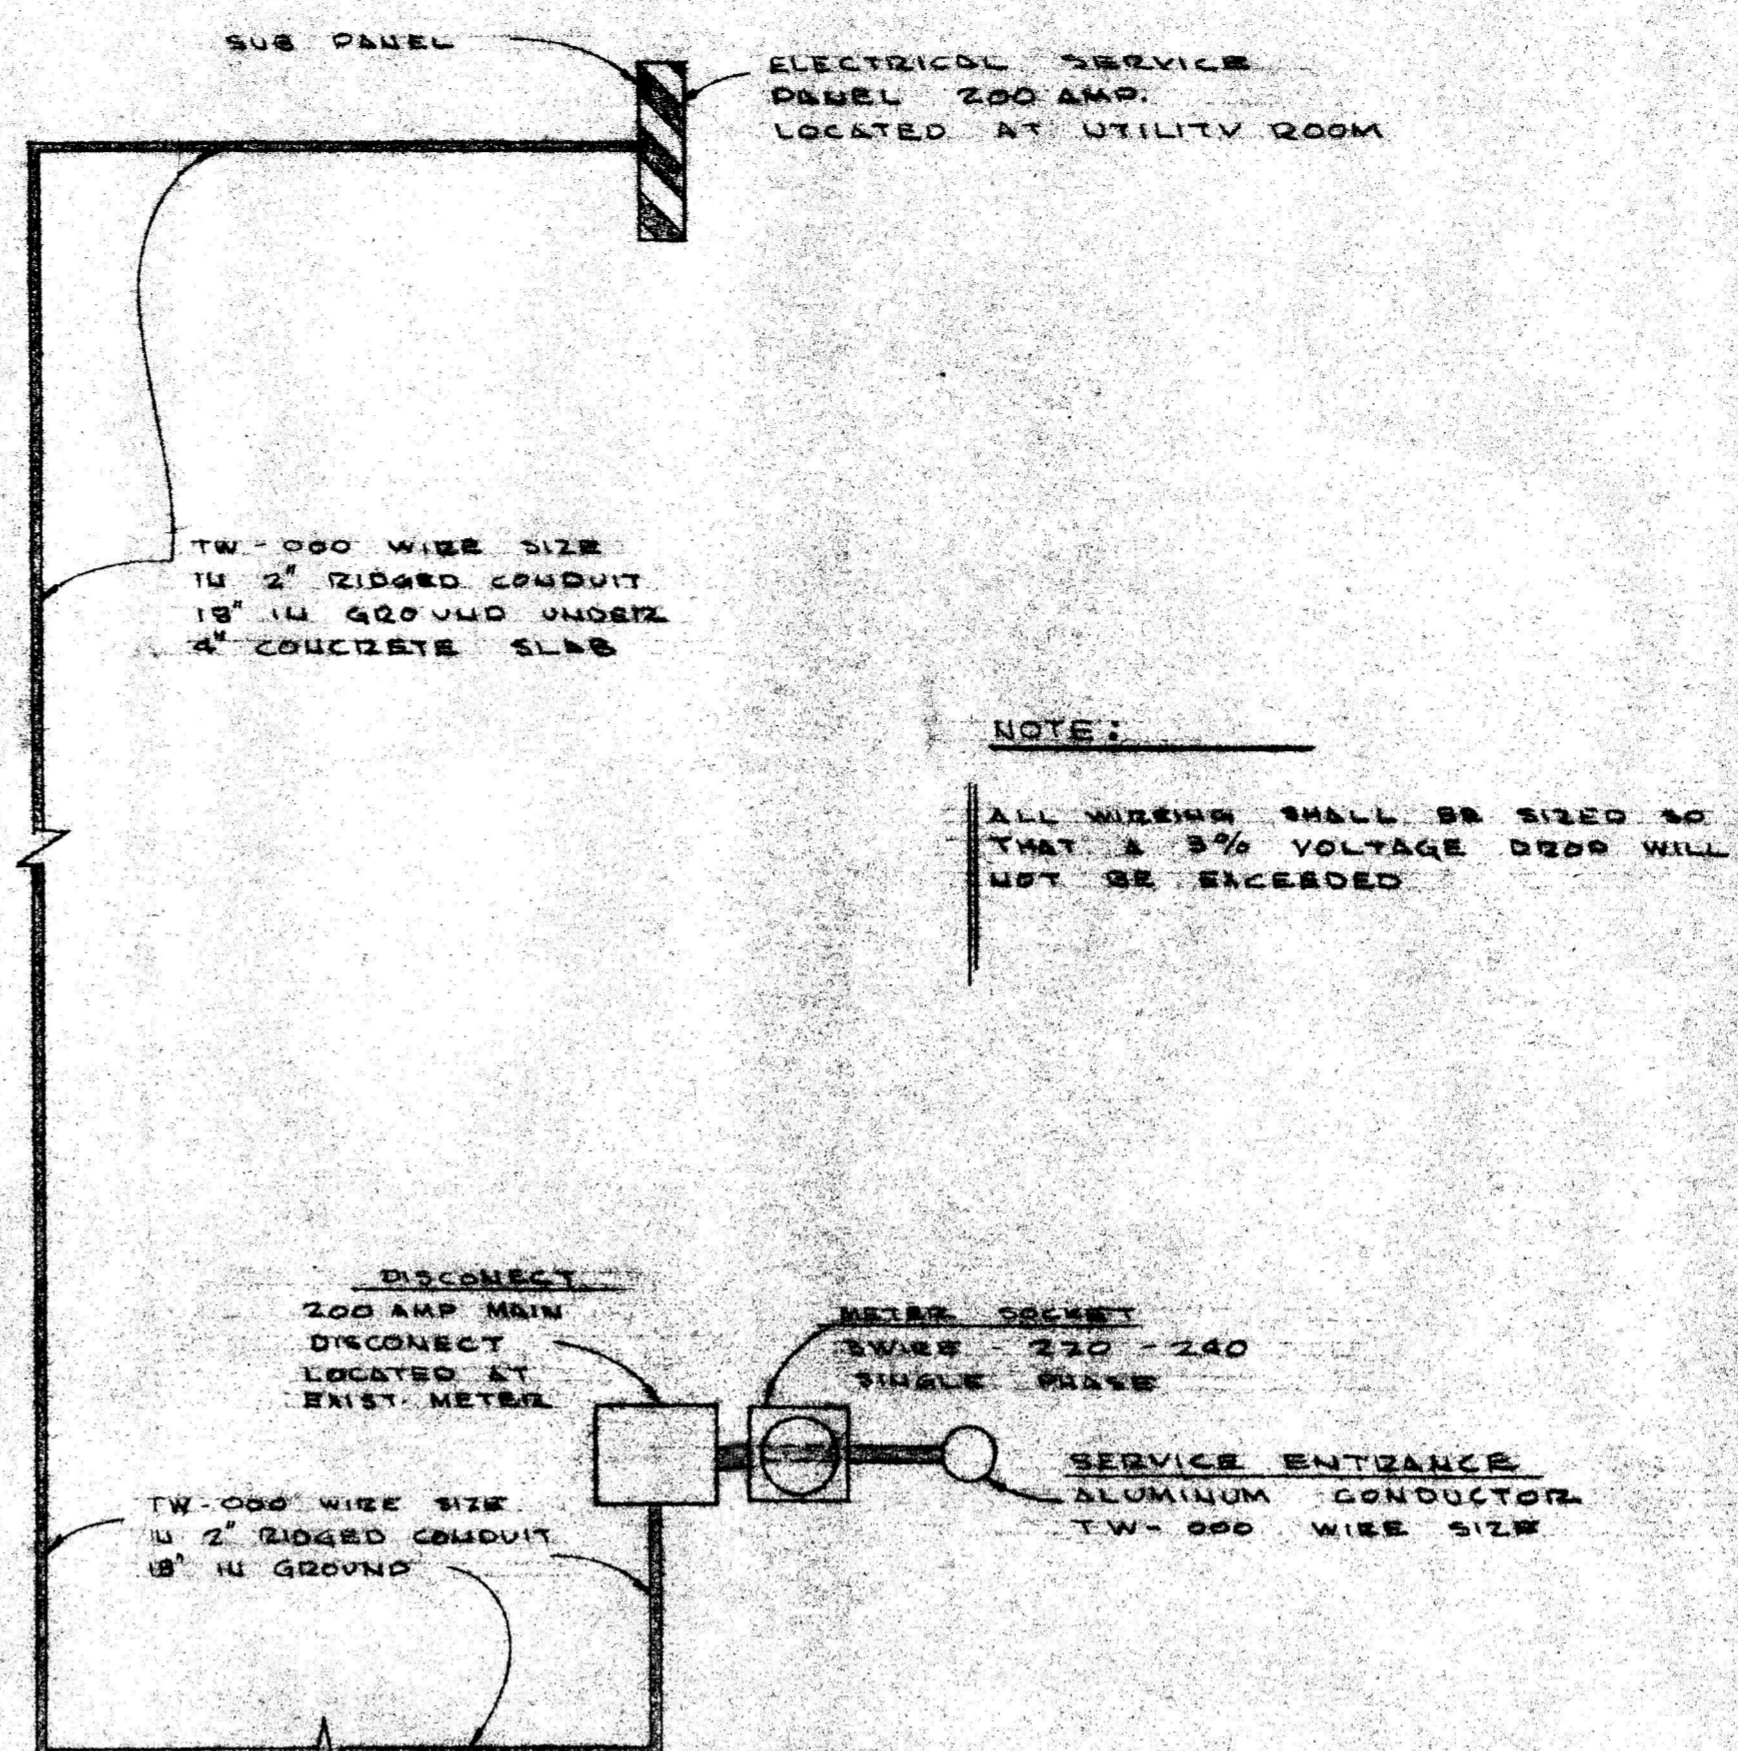 SUB PANEL
ELECTRICAL SERVICE
PANEL 200 AMP.
LOCATED AT UTILITY ROOM
TW-000 WIRE SIZE
IN 2" RIDGED CONDUIT
18" IN GROUND UNDER
4" CONCRETE SLAB
NOTE:
ALL WIREING SHALL BE SIZED SO
THAT A 3% VOLTAGE DROP WILL
NOT BE EXCEEDED
DISCONECT
200 AMP MAIN
DISCONECT
LOCATED AT
EXIST. METER
METER SOCKET
3 WIRE - 220 - 240
SINGLE PHASE
SERVICE ENTRANCE
ALUMINUM CONDUCTOR
TW-000 WIRE SIZE
TW-000 WIRE SIZE
IN 2" RIDGED CONDUIT
18" IN GROUND